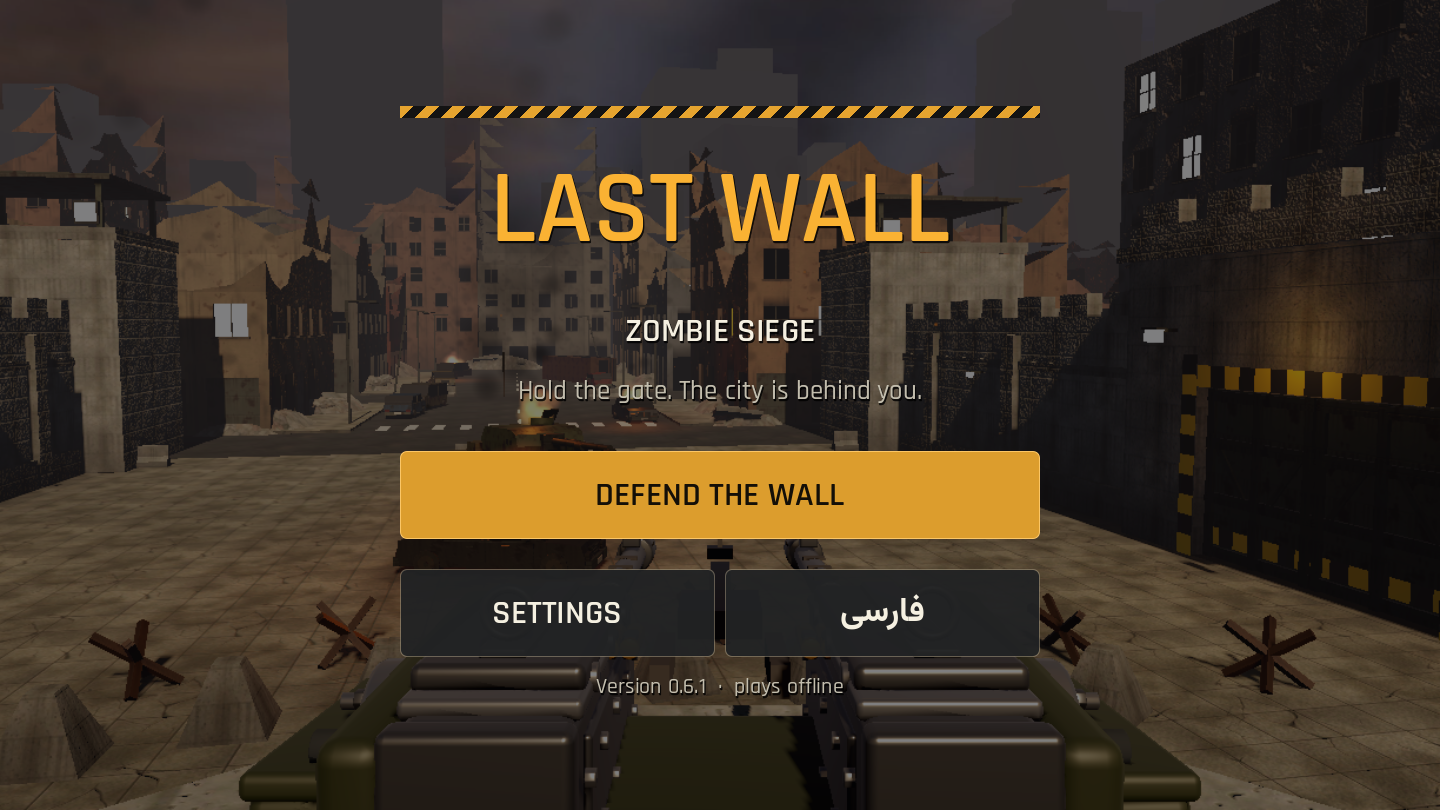 LAST WALL
ZOMBIE SIEGE
Hold the gate. The city is behind you.
DEFEND THE WALL
SETTINGS
فارسی
Version 0.6.1 · plays offline